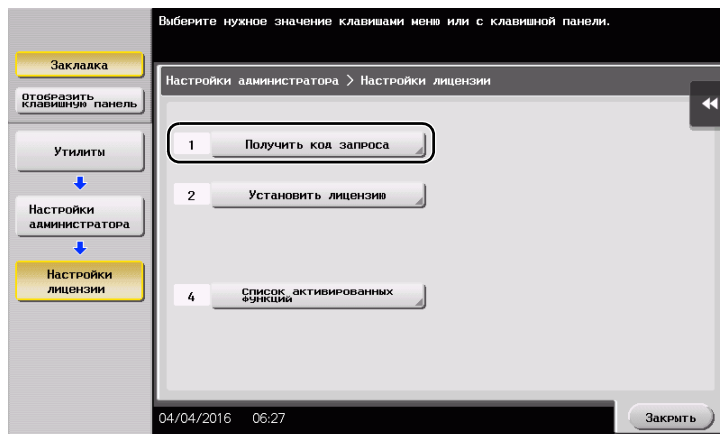 Выберите нужное значение клавишами меню или с клавишной панели.
Закладка
Отобразить
клавишную панель
Утилиты
Настройки
администратора
Настройки
лицензии
Настройки администратора > Настройки лицензии
1 Получить код запроса
2 Установить лицензию
4 Список активированных
функций
04/04/2016 06:27
Закрыть